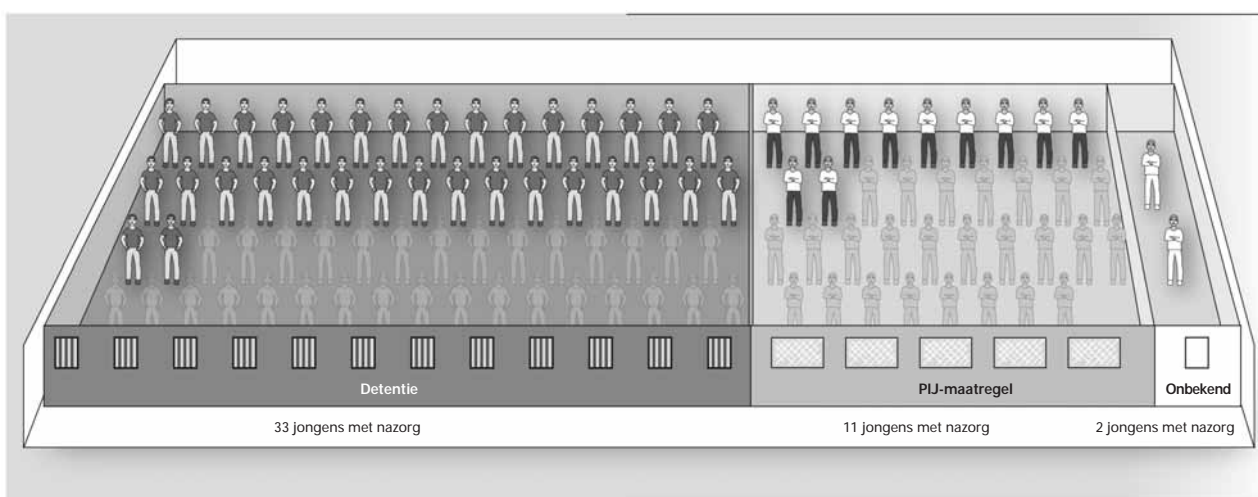 Detentie
PIJ-maatregel
Onbekend
33 jongens met nazorg
11 jongens met nazorg
2 jongens met nazorg